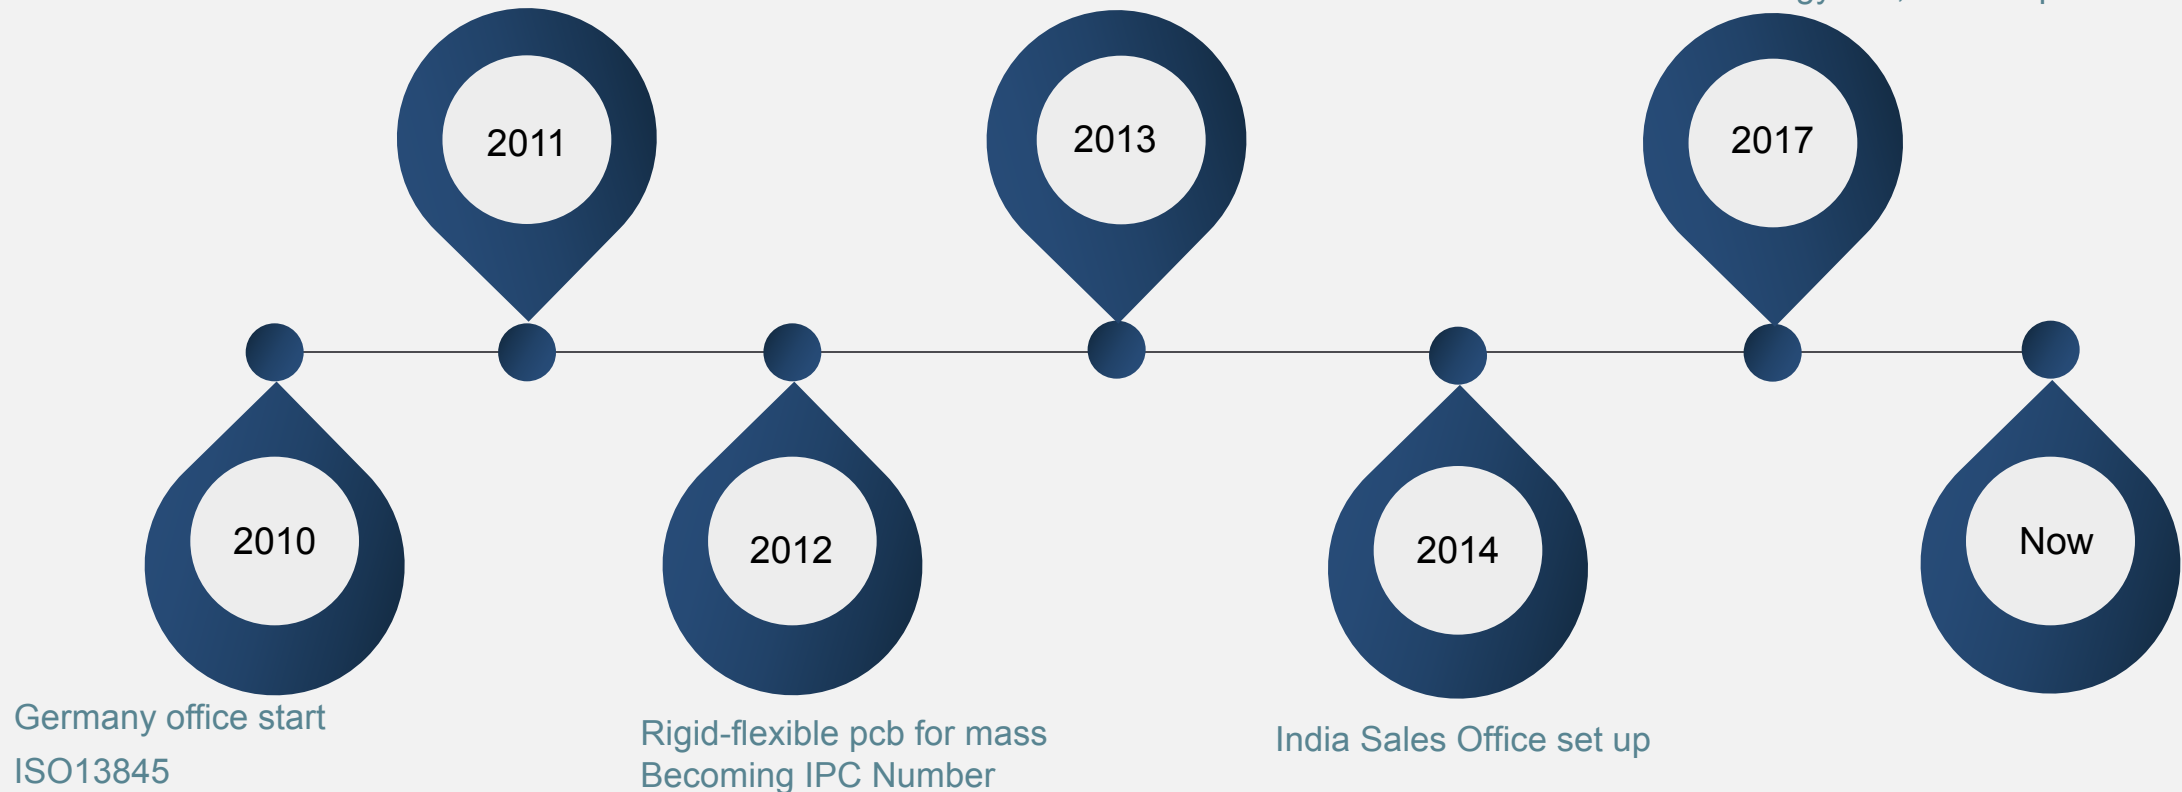 2011
2013
2017
2010
2012
2014
Now
Germany office start
ISO13845
Rigid-flexible pcb for mass
Becoming IPC Number
India Sales Office set up